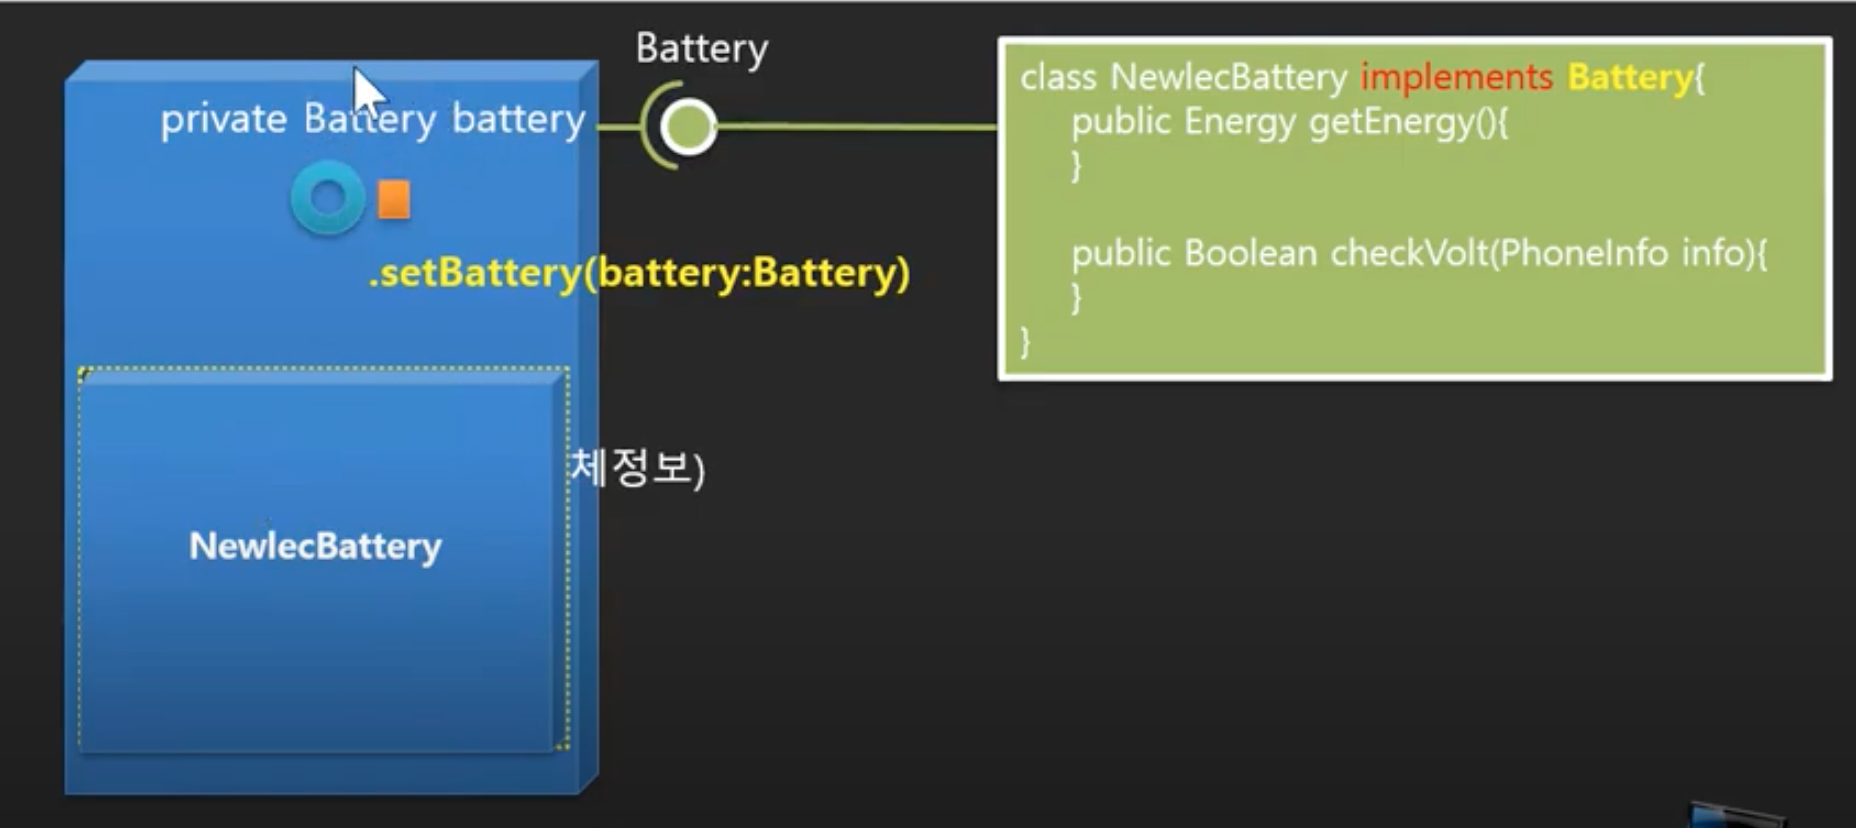 Battery
private Battery battery
.setBattery(battery:Battery)
체정보)
NewlecBattery
class NewlecBattery implements Battery{
public Energy getEnergy(){
}
public Boolean checkVolt(PhoneInfo info){
}
}